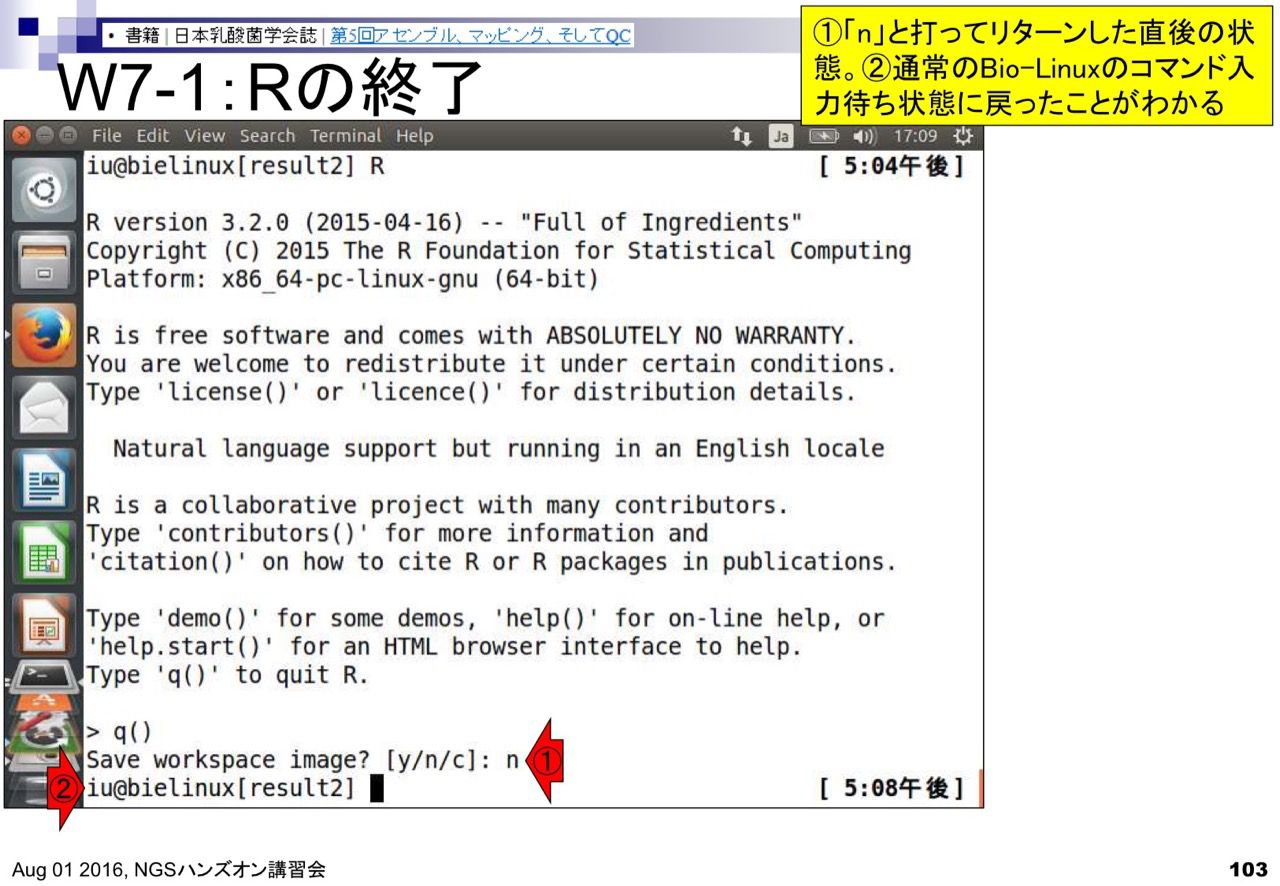 • 書籍 | 日本乳酸菌学会誌 | 第5回アセンブル、マッピング、そしてQC
W7-1：Rの終了
①「n」と打ってリターンした直後の状
態。②通常のBio-Linuxのコマンド入
力待ち状態に戻ったことがわかる
File Edit View Search Terminal Help
Ja
17:09
iu@bielinux[result2] R [ 5:04午後]
R version 3.2.0 (2015-04-16) -- "Full of Ingredients"
Copyright (C) 2015 The R Foundation for Statistical Computing
Platform: x86_64-pc-linux-gnu (64-bit)
R is free software and comes with ABSOLUTELY NO WARRANTY.
You are welcome to redistribute it under certain conditions.
Type 'license()' or 'licence()' for distribution details.
Natural language support but running in an English locale
R is a collaborative project with many contributors.
Type 'contributors()' for more information and
'citation()' on how to cite R or R packages in publications.
Type 'demo()' for some demos, 'help()' for on-line help, or
'help.start()' for an HTML browser interface to help.
Type 'q()' to quit R.
> q()
Save workspace image? [y/n/c]: n ①
② iu@bielinux[result2] [ 5:08午後]
Aug 01 2016, NGSハンズオン講習会
103